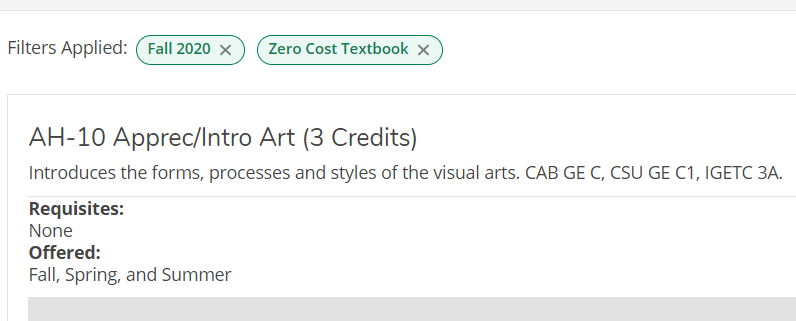 Filters Applied: Fall 2020 × Zero Cost Textbook ×
AH-10 Apprec/Intro Art (3 Credits)
Introduces the forms, processes and styles of the visual arts. CAB GE C, CSU GE C1, IGETC 3A.
Requisites:
None
Offered:
Fall, Spring, and Summer